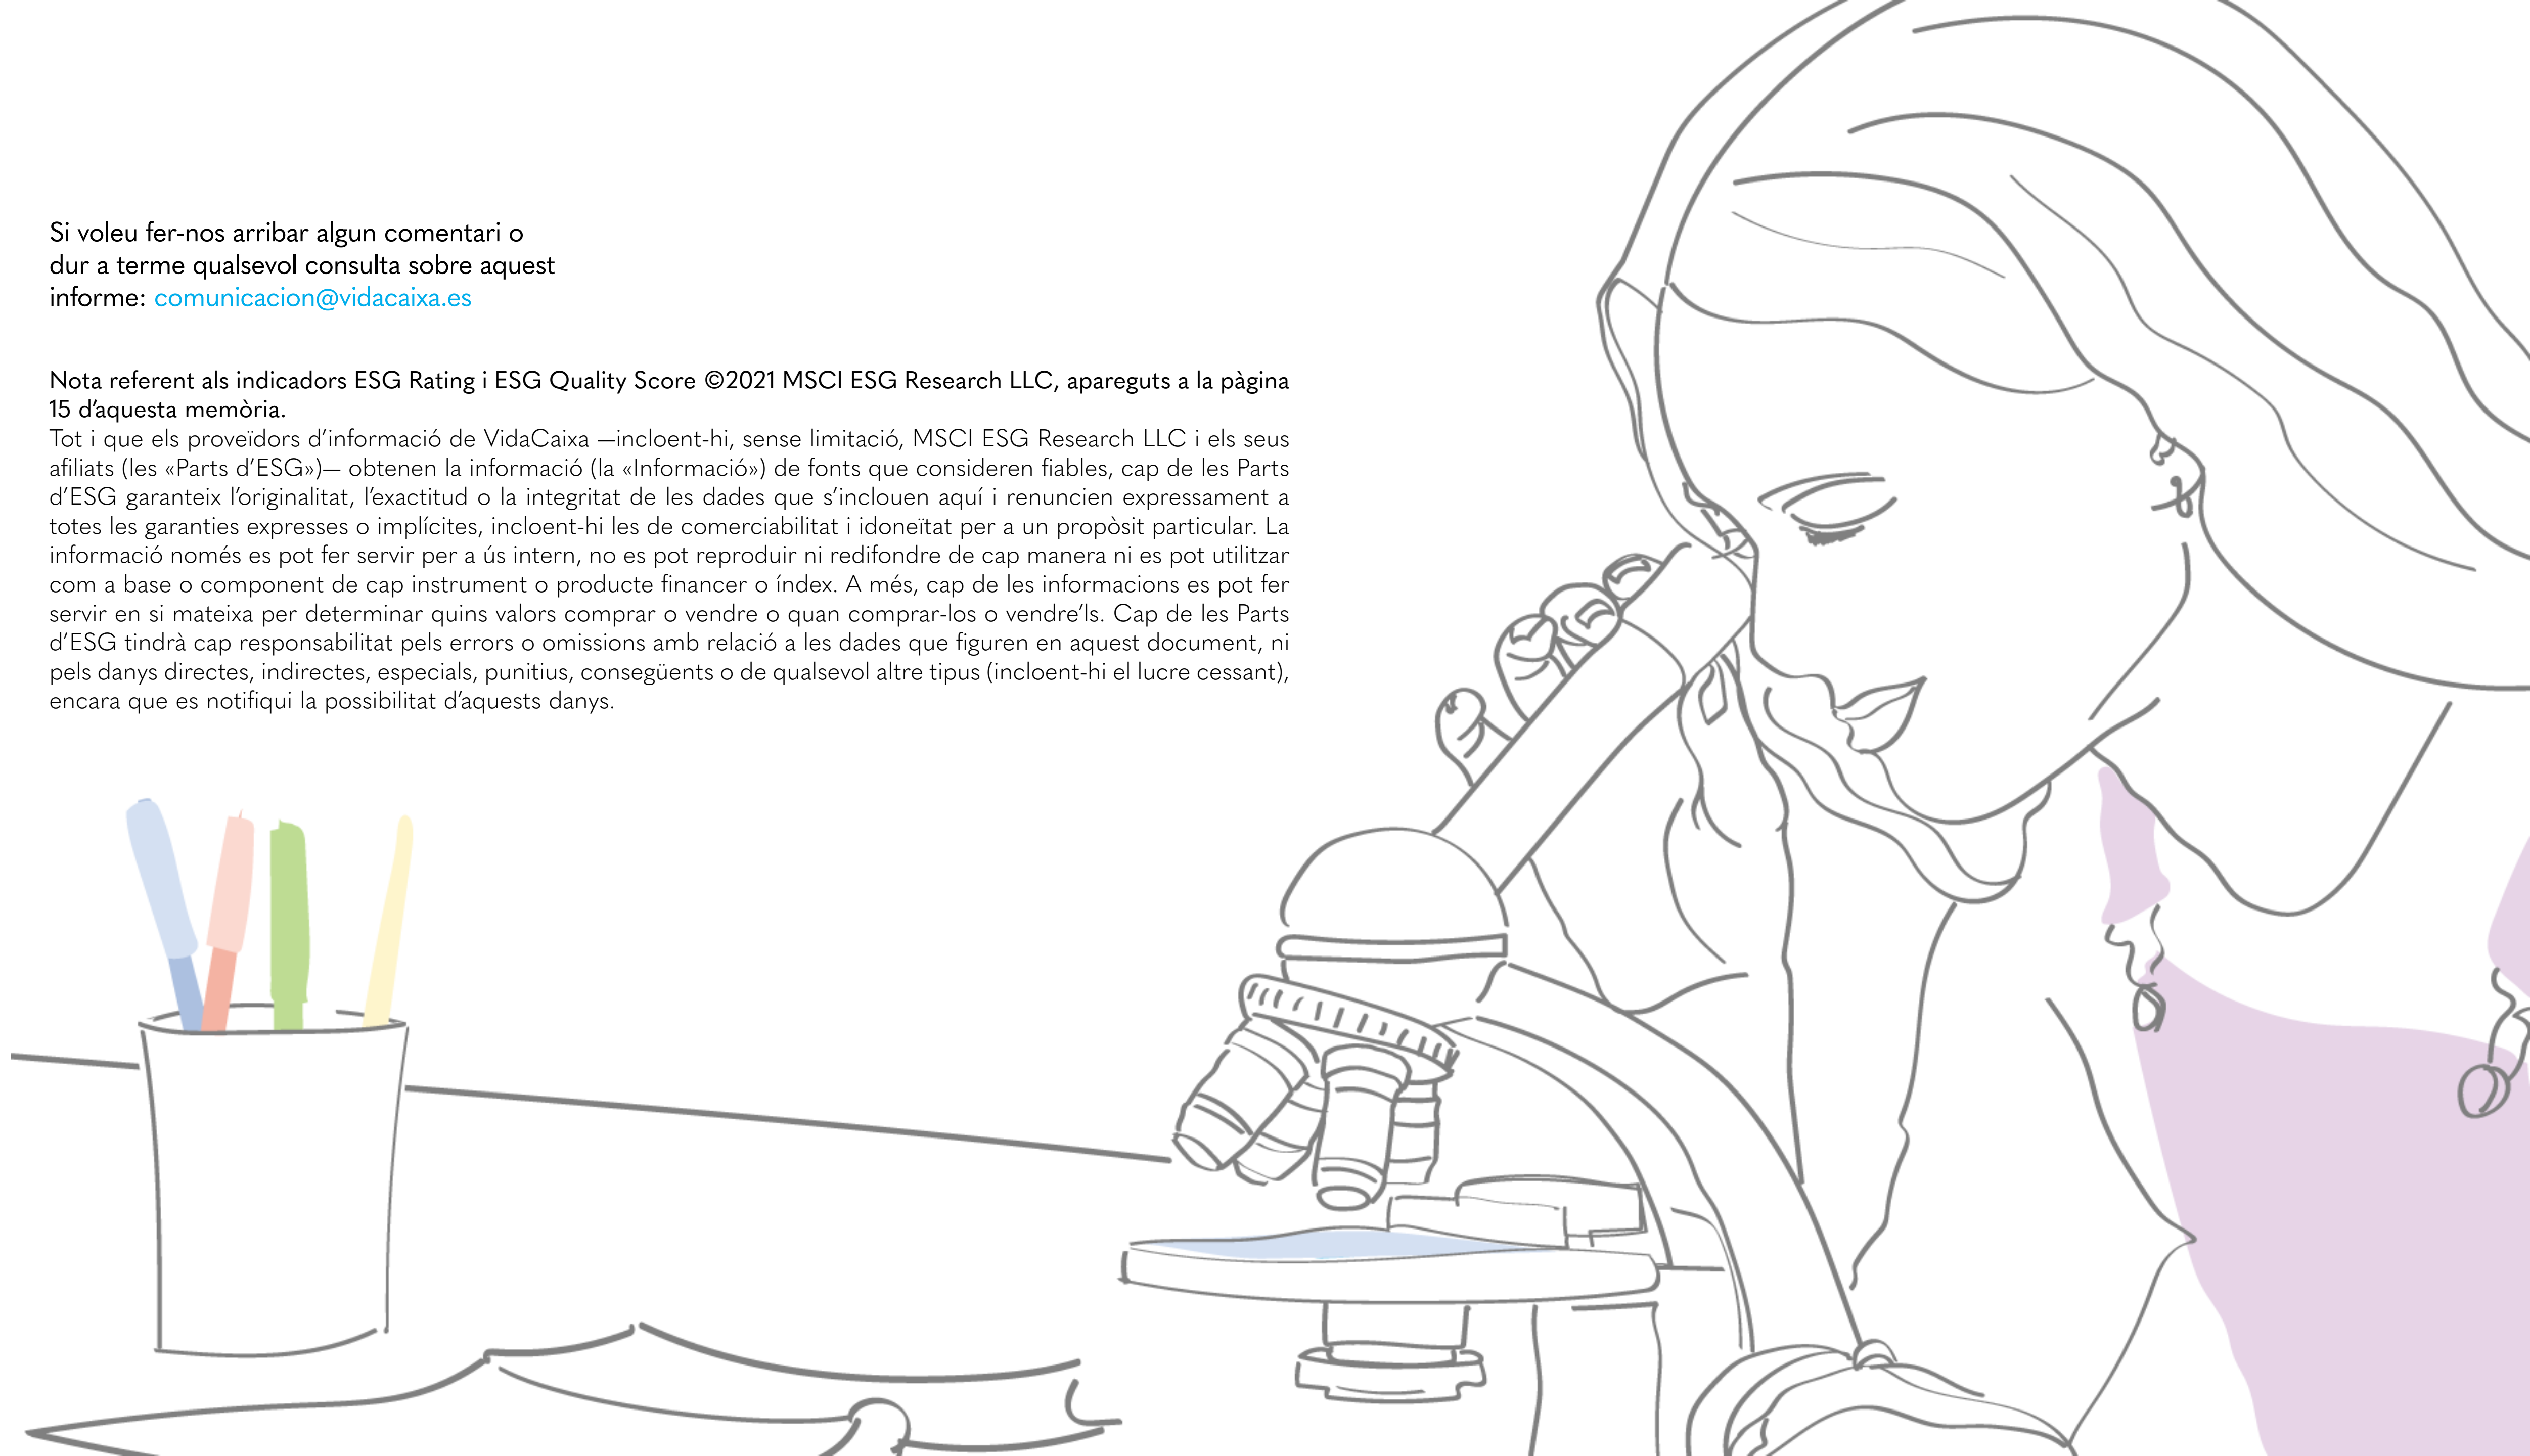 Si voleu fer-nos arribar algun comentari o
dur a terme qualsevol consulta sobre aquest
informe: comunicacion@vidacaixa.es
Nota referent als indicadors ESG Rating i ESG Quality Score ©2021 MSCI ESG Research LLC, apareguts a la pàgina
15 d’aquesta memòria.
Tot i que els proveïdors d’informació de VidaCaixa —incloent-hi, sense limitació, MSCI ESG Research LLC i els seus
afiliats (les «Parts d’ESG»)— obtenen la informació (la «Informació») de fonts que consideren fiables, cap de les Parts
d’ESG garanteix l’originalitat, l’exactitud o la integritat de les dades que s’inclouen aquí i renuncien expressament a
totes les garanties expresses o implícites, incloent-hi les de comerciabilitat i idoneïtat per a un propòsit particular. La
informació només es pot fer servir per a ús intern, no es pot reproduir ni redifondre de cap manera ni es pot utilitzar
com a base o component de cap instrument o producte financer o índex. A més, cap de les informacions es pot fer
servir en si mateixa per determinar quins valors comprar o vendre o quan comprar-los o vendre’ls. Cap de les Parts
d’ESG tindrà cap responsabilitat pels errors o omissions amb relació a les dades que figuren en aquest document, ni
pels danys directes, indirectes, especials, punitius, consegüents o de qualsevol altre tipus (incloent-hi el lucre cessant),
encara que es notifiqui la possibilitat d’aquests danys.